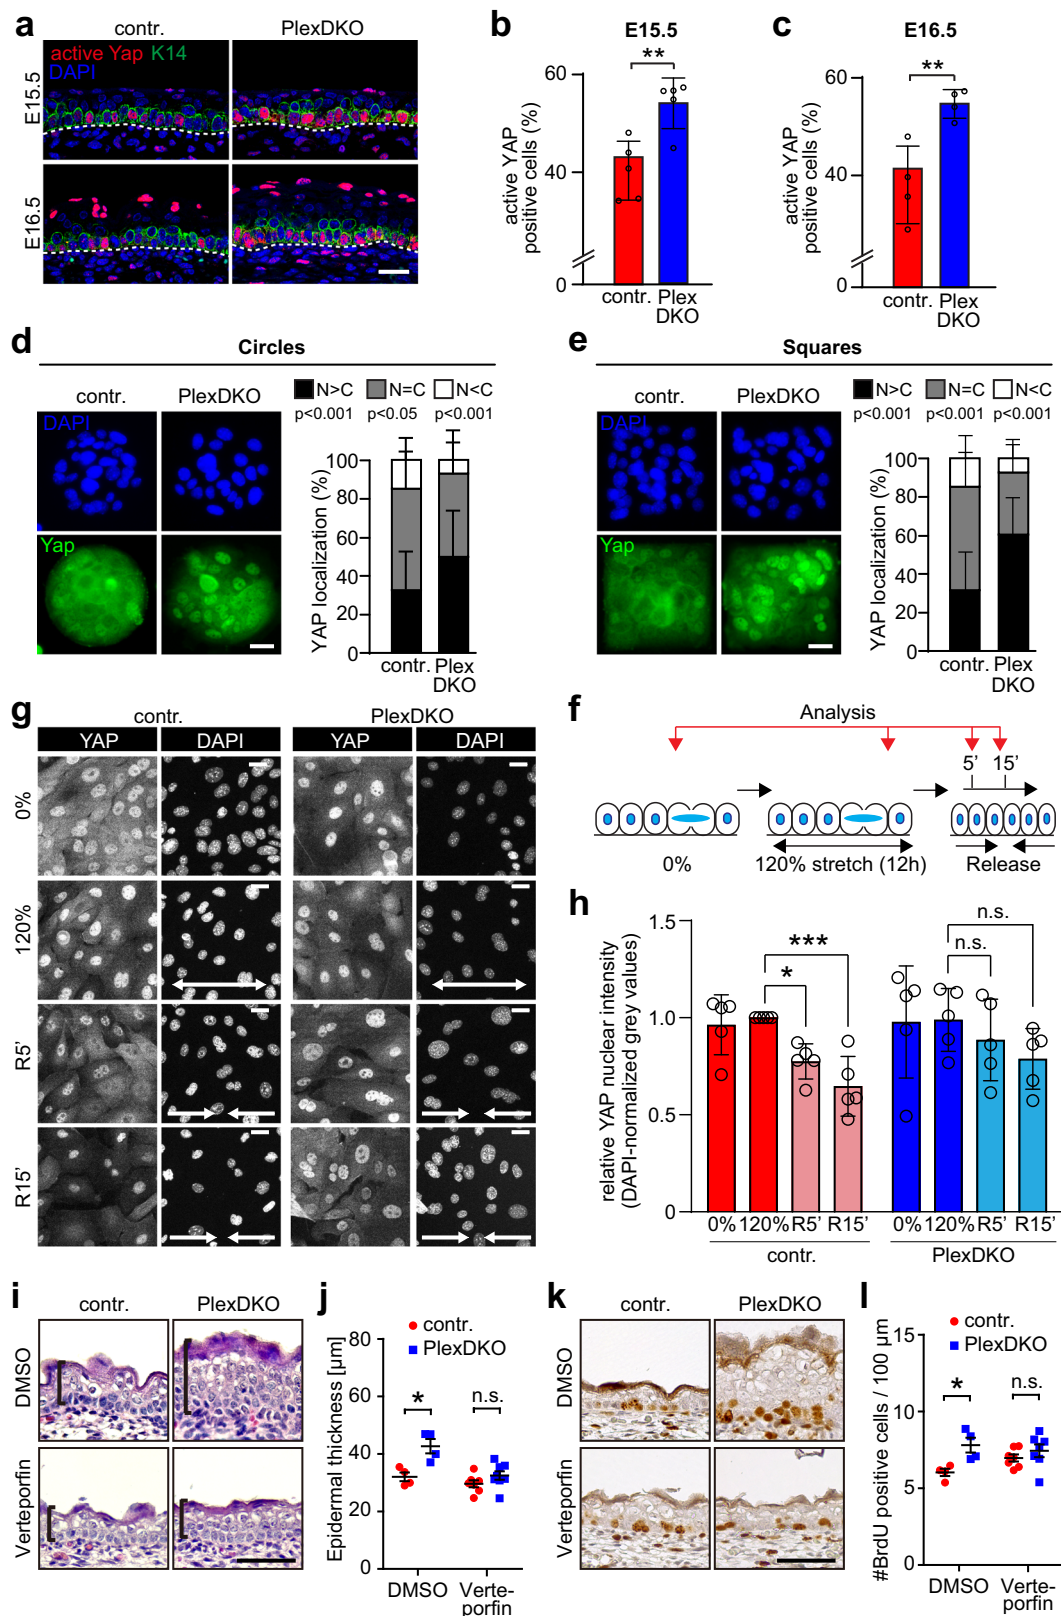 a
contr.
PlexDKO
active Yap K14
DAPI
E15.5
E16.5
b
E15.5
**
active YAP
positive cells (%)
60
40
0
contr.
Plex
DKO
c
E16.5
**
active YAP
positive cells (%)
60
40
0
contr.
Plex
DKO
d
Circles
contr.
PlexDKO
DAPI
Yap
N>C
N=C
N<C
p<0.001
p<0.05
p<0.001
YAP localization (%)
100
80
60
40
20
0
contr.
Plex
DKO
e
Squares
contr.
PlexDKO
DAPI
Yap
N>C
N=C
N<C
p<0.001
p<0.001
p<0.001
YAP localization (%)
100
80
60
40
20
0
contr.
Plex
DKO
g
contr.
PlexDKO
YAP
DAPI
YAP
DAPI
0%
120%
R5'
R15'
f
Analysis
5'
15'
0%
120% stretch (12h)
Release
h
relative YAP nuclear intensity
(DAPI-normalized grey values)
1.5
1.0
0.5
0
***
*
n.s.
n.s.
0%
120%
R5'
R15'
0%
120%
R5'
R15'
contr.
PlexDKO
i
contr.
PlexDKO
DMSO
Verteporfin
j
contr.
PlexDKO
Epidermal thickness [µm]
80
60
40
20
0
*
n.s.
DMSO
Verte-
porfin
k
contr.
PlexDKO
DMSO
Verteporfin
l
contr.
PlexDKO
#BrdU positive cells / 100 µm
15
10
5
0
*
n.s.
DMSO
Verte-
porfin